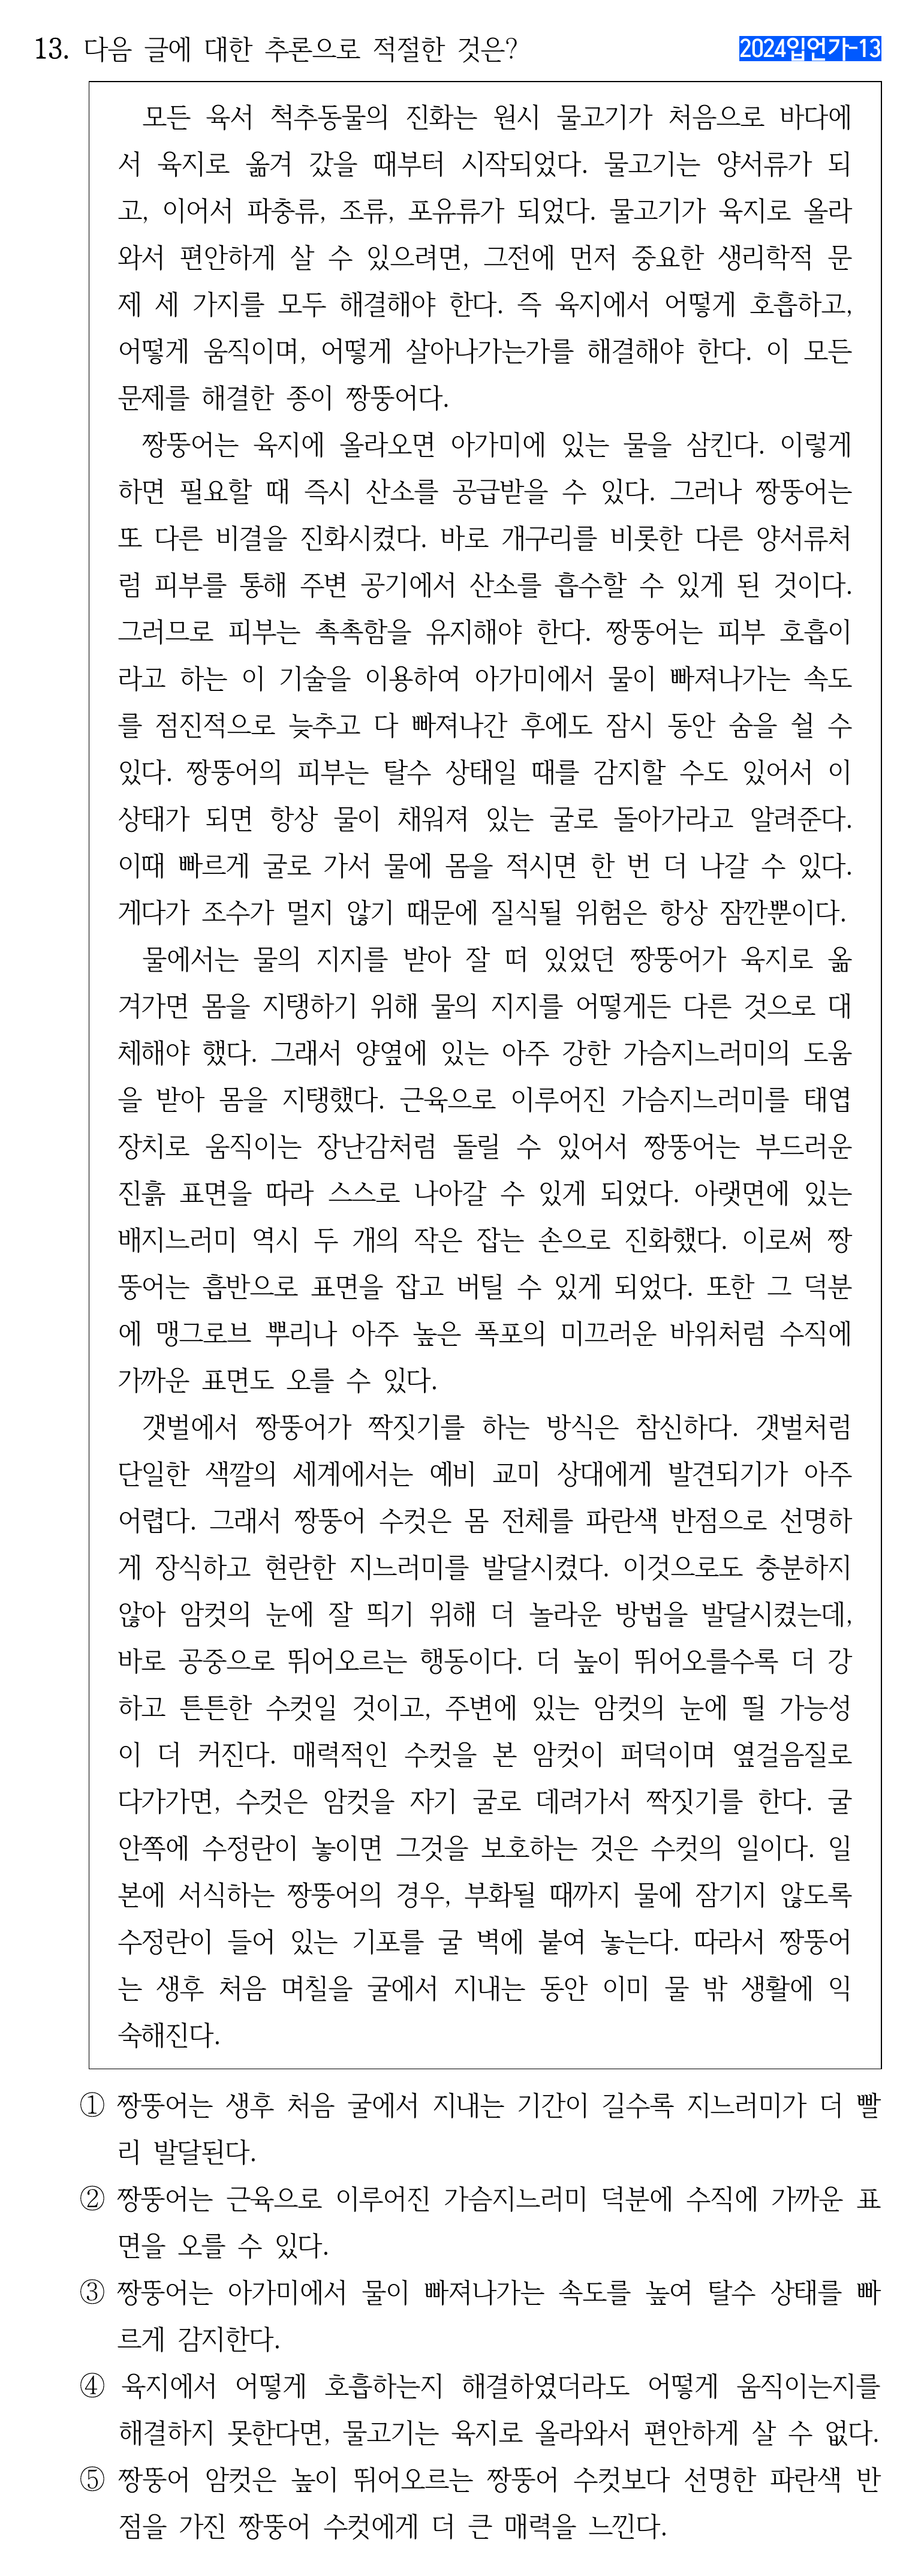 13. 다음 글에 대한 추론으로 적절한 것은?
2024입언가-13
모든 육서 척추동물의 진화는 원시 물고기가 처음으로 바다에
서 육지로 옮겨 갔을 때부터 시작되었다. 물고기는 양서류가 되
고, 이어서 파충류, 조류, 포유류가 되었다. 물고기가 육지로 올라
와서 편안하게 살 수 있으려면, 그전에 먼저 중요한 생리학적 문
제 세 가지를 모두 해결해야 한다. 즉 육지에서 어떻게 호흡하고,
어떻게 움직이며, 어떻게 살아나가는가를 해결해야 한다. 이 모든
문제를 해결한 종이 짱뚱어다.
짱뚱어는 육지에 올라오면 아가미에 있는 물을 삼킨다. 이렇게
하면 필요할 때 즉시 산소를 공급받을 수 있다. 그러나 짱뚱어는
또 다른 비결을 진화시켰다. 바로 개구리를 비롯한 다른 양서류처
럼 피부를 통해 주변 공기에서 산소를 흡수할 수 있게 된 것이다.
그러므로 피부는 촉촉함을 유지해야 한다. 짱뚱어는 피부 호흡이
라고 하는 이 기술을 이용하여 아가미에서 물이 빠져나가는 속도
를 점진적으로 늦추고 다 빠져나간 후에도 잠시 동안 숨을 쉴 수
있다. 짱뚱어의 피부는 탈수 상태일 때를 감지할 수도 있어서 이
상태가 되면 항상 물이 채워져 있는 굴로 돌아가라고 알려준다.
이때 빠르게 굴로 가서 물에 몸을 적시면 한 번 더 나갈 수 있다.
게다가 조수가 멀지 않기 때문에 질식될 위험은 항상 잠깐뿐이다.
물에서는 물의 지지를 받아 잘 떠 있었던 짱뚱어가 육지로 옮
겨가면 몸을 지탱하기 위해 물의 지지를 어떻게든 다른 것으로 대
체해야 했다. 그래서 양옆에 있는 아주 강한 가슴지느러미의 도움
을 받아 몸을 지탱했다. 근육으로 이루어진 가슴지느러미를 태엽
장치로 움직이는 장난감처럼 돌릴 수 있어서 짱뚱어는 부드러운
진흙 표면을 따라 스스로 나아갈 수 있게 되었다. 아랫면에 있는
배지느러미 역시 두 개의 작은 잡는 손으로 진화했다. 이로써 짱
뚱어는 흡반으로 표면을 잡고 버틸 수 있게 되었다. 또한 그 덕분
에 맹그로브 뿌리나 아주 높은 폭포의 미끄러운 바위처럼 수직에
가까운 표면도 오를 수 있다.
갯벌에서 짱뚱어가 짝짓기를 하는 방식은 참신하다. 갯벌처럼
단일한 색깔의 세계에서는 예비 교미 상대에게 발견되기가 아주
어렵다. 그래서 짱뚱어 수컷은 몸 전체를 파란색 반점으로 선명하
게 장식하고 현란한 지느러미를 발달시켰다. 이것으로도 충분하지
않아 암컷의 눈에 잘 띄기 위해 더 놀라운 방법을 발달시켰는데,
바로 공중으로 뛰어오르는 행동이다. 더 높이 뛰어오를수록 더 강
하고 튼튼한 수컷일 것이고, 주변에 있는 암컷의 눈에 띌 가능성
이 더 커진다. 매력적인 수컷을 본 암컷이 퍼덕이며 옆걸음질로
다가가면, 수컷은 암컷을 자기 굴로 데려가서 짝짓기를 한다. 굴
안쪽에 수정란이 놓이면 그것을 보호하는 것은 수컷의 일이다. 일
본에 서식하는 짱뚱어의 경우, 부화될 때까지 물에 잠기지 않도록
수정란이 들어 있는 기포를 굴 벽에 붙여 놓는다. 따라서 짱뚱어
는 생후 처음 며칠을 굴에서 지내는 동안 이미 물 밖 생활에 익
숙해진다.
① 짱뚱어는 생후 처음 굴에서 지내는 기간이 길수록 지느러미가 더 빨
리 발달된다.
② 짱뚱어는 근육으로 이루어진 가슴지느러미 덕분에 수직에 가까운 표
면을 오를 수 있다.
③ 짱뚱어는 아가미에서 물이 빠져나가는 속도를 높여 탈수 상태를 빠
르게 감지한다.
④ 육지에서 어떻게 호흡하는지 해결하였더라도 어떻게 움직이는지를
해결하지 못한다면, 물고기는 육지로 올라와서 편안하게 살 수 없다.
⑤ 짱뚱어 암컷은 높이 뛰어오르는 짱뚱어 수컷보다 선명한 파란색 반
점을 가진 짱뚱어 수컷에게 더 큰 매력을 느낀다.